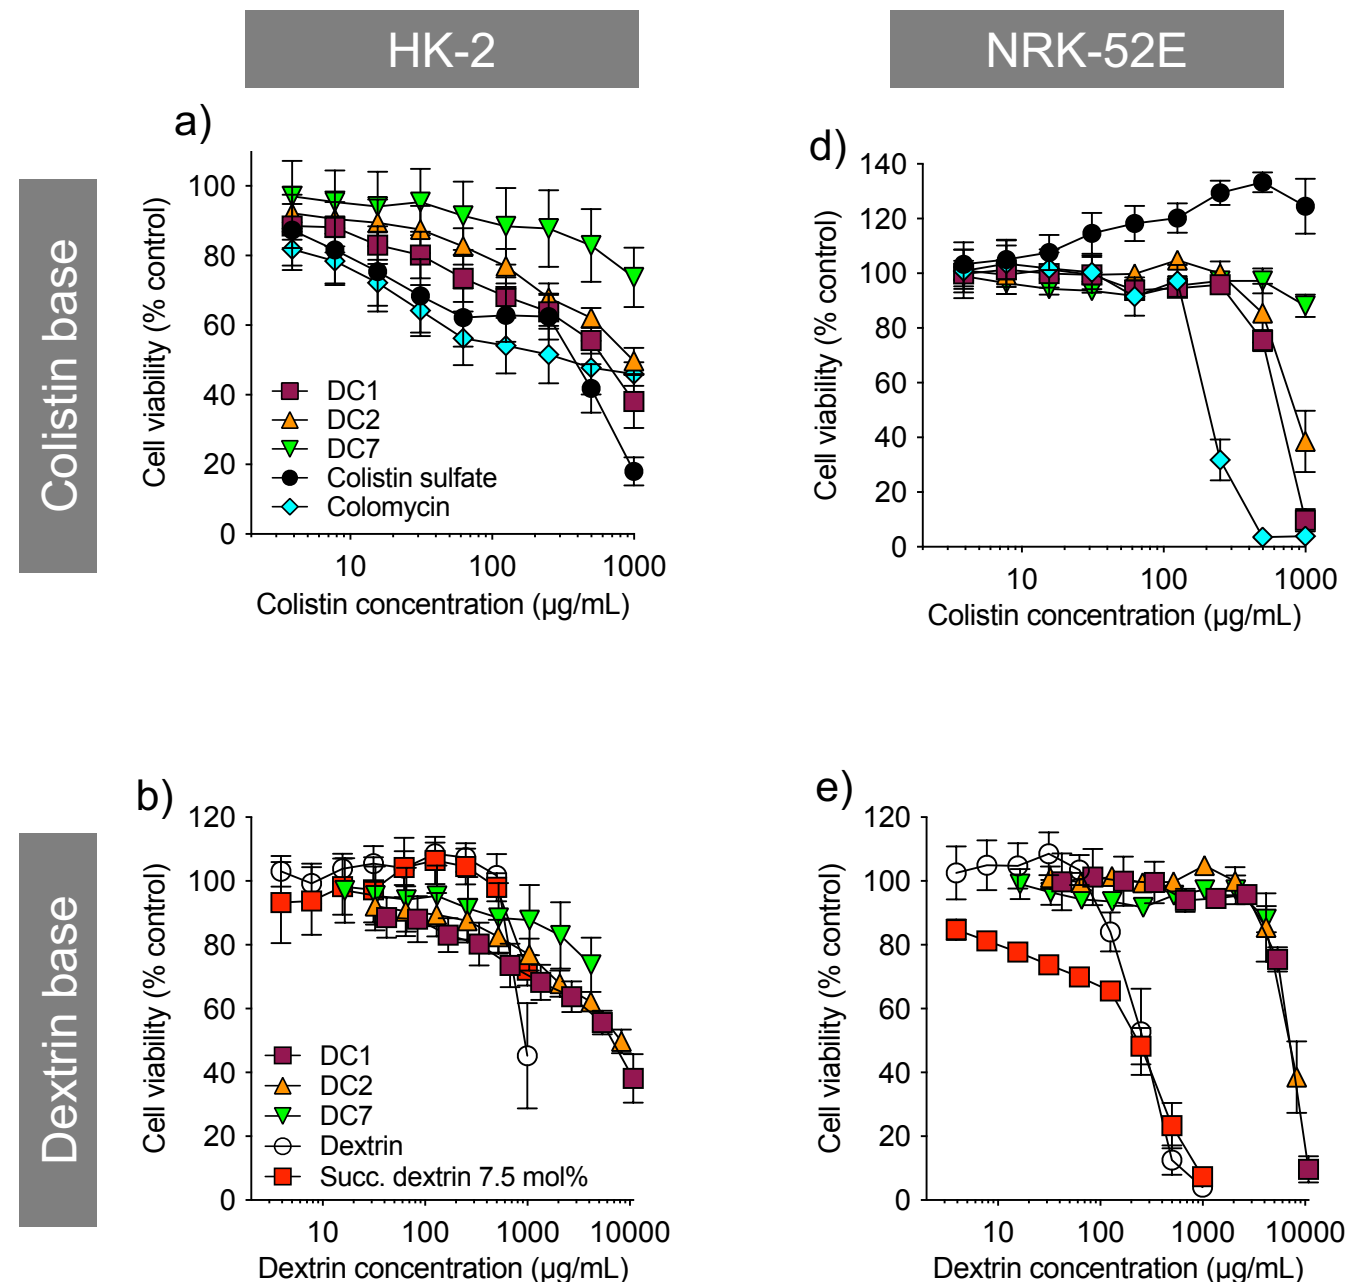 HK-2
NRK-52E
Colistin base
a)
Cell viability (% control)
100
80
60
40
20
0
DC1
DC2
DC7
Colistin sulfate
Colomycin
10
100
1000
Colistin concentration (µg/mL)
d)
Cell viability (% control)
140
120
100
80
60
40
20
0
10
100
1000
Colistin concentration (µg/mL)
Dextrin base
b)
Cell viability (% control)
120
100
80
60
40
20
0
DC1
DC2
DC7
Dextrin
Succ. dextrin 7.5 mol%
10
100
1000
10000
Dextrin concentration (µg/mL)
e)
Cell viability (% control)
120
100
80
60
40
20
0
10
100
1000
10000
Dextrin concentration (µg/mL)